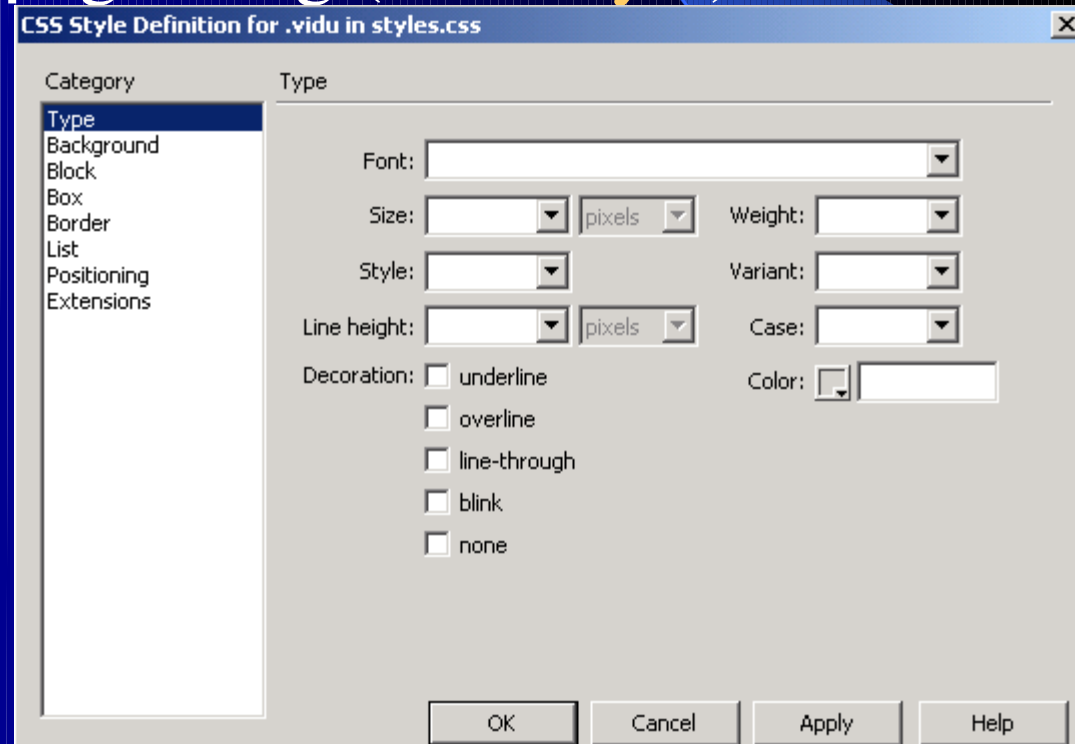 CSS Style Definition for .vidu in styles.css
Category
Type
Type
Background
Block
Box
Border
List
Positioning
Extensions
Font:
Size: pixels Weight:
Style: Variant:
Line height: pixels Case:
Decoration: underline Color:
overline
line-through
blink
none
OK Cancel Apply Help